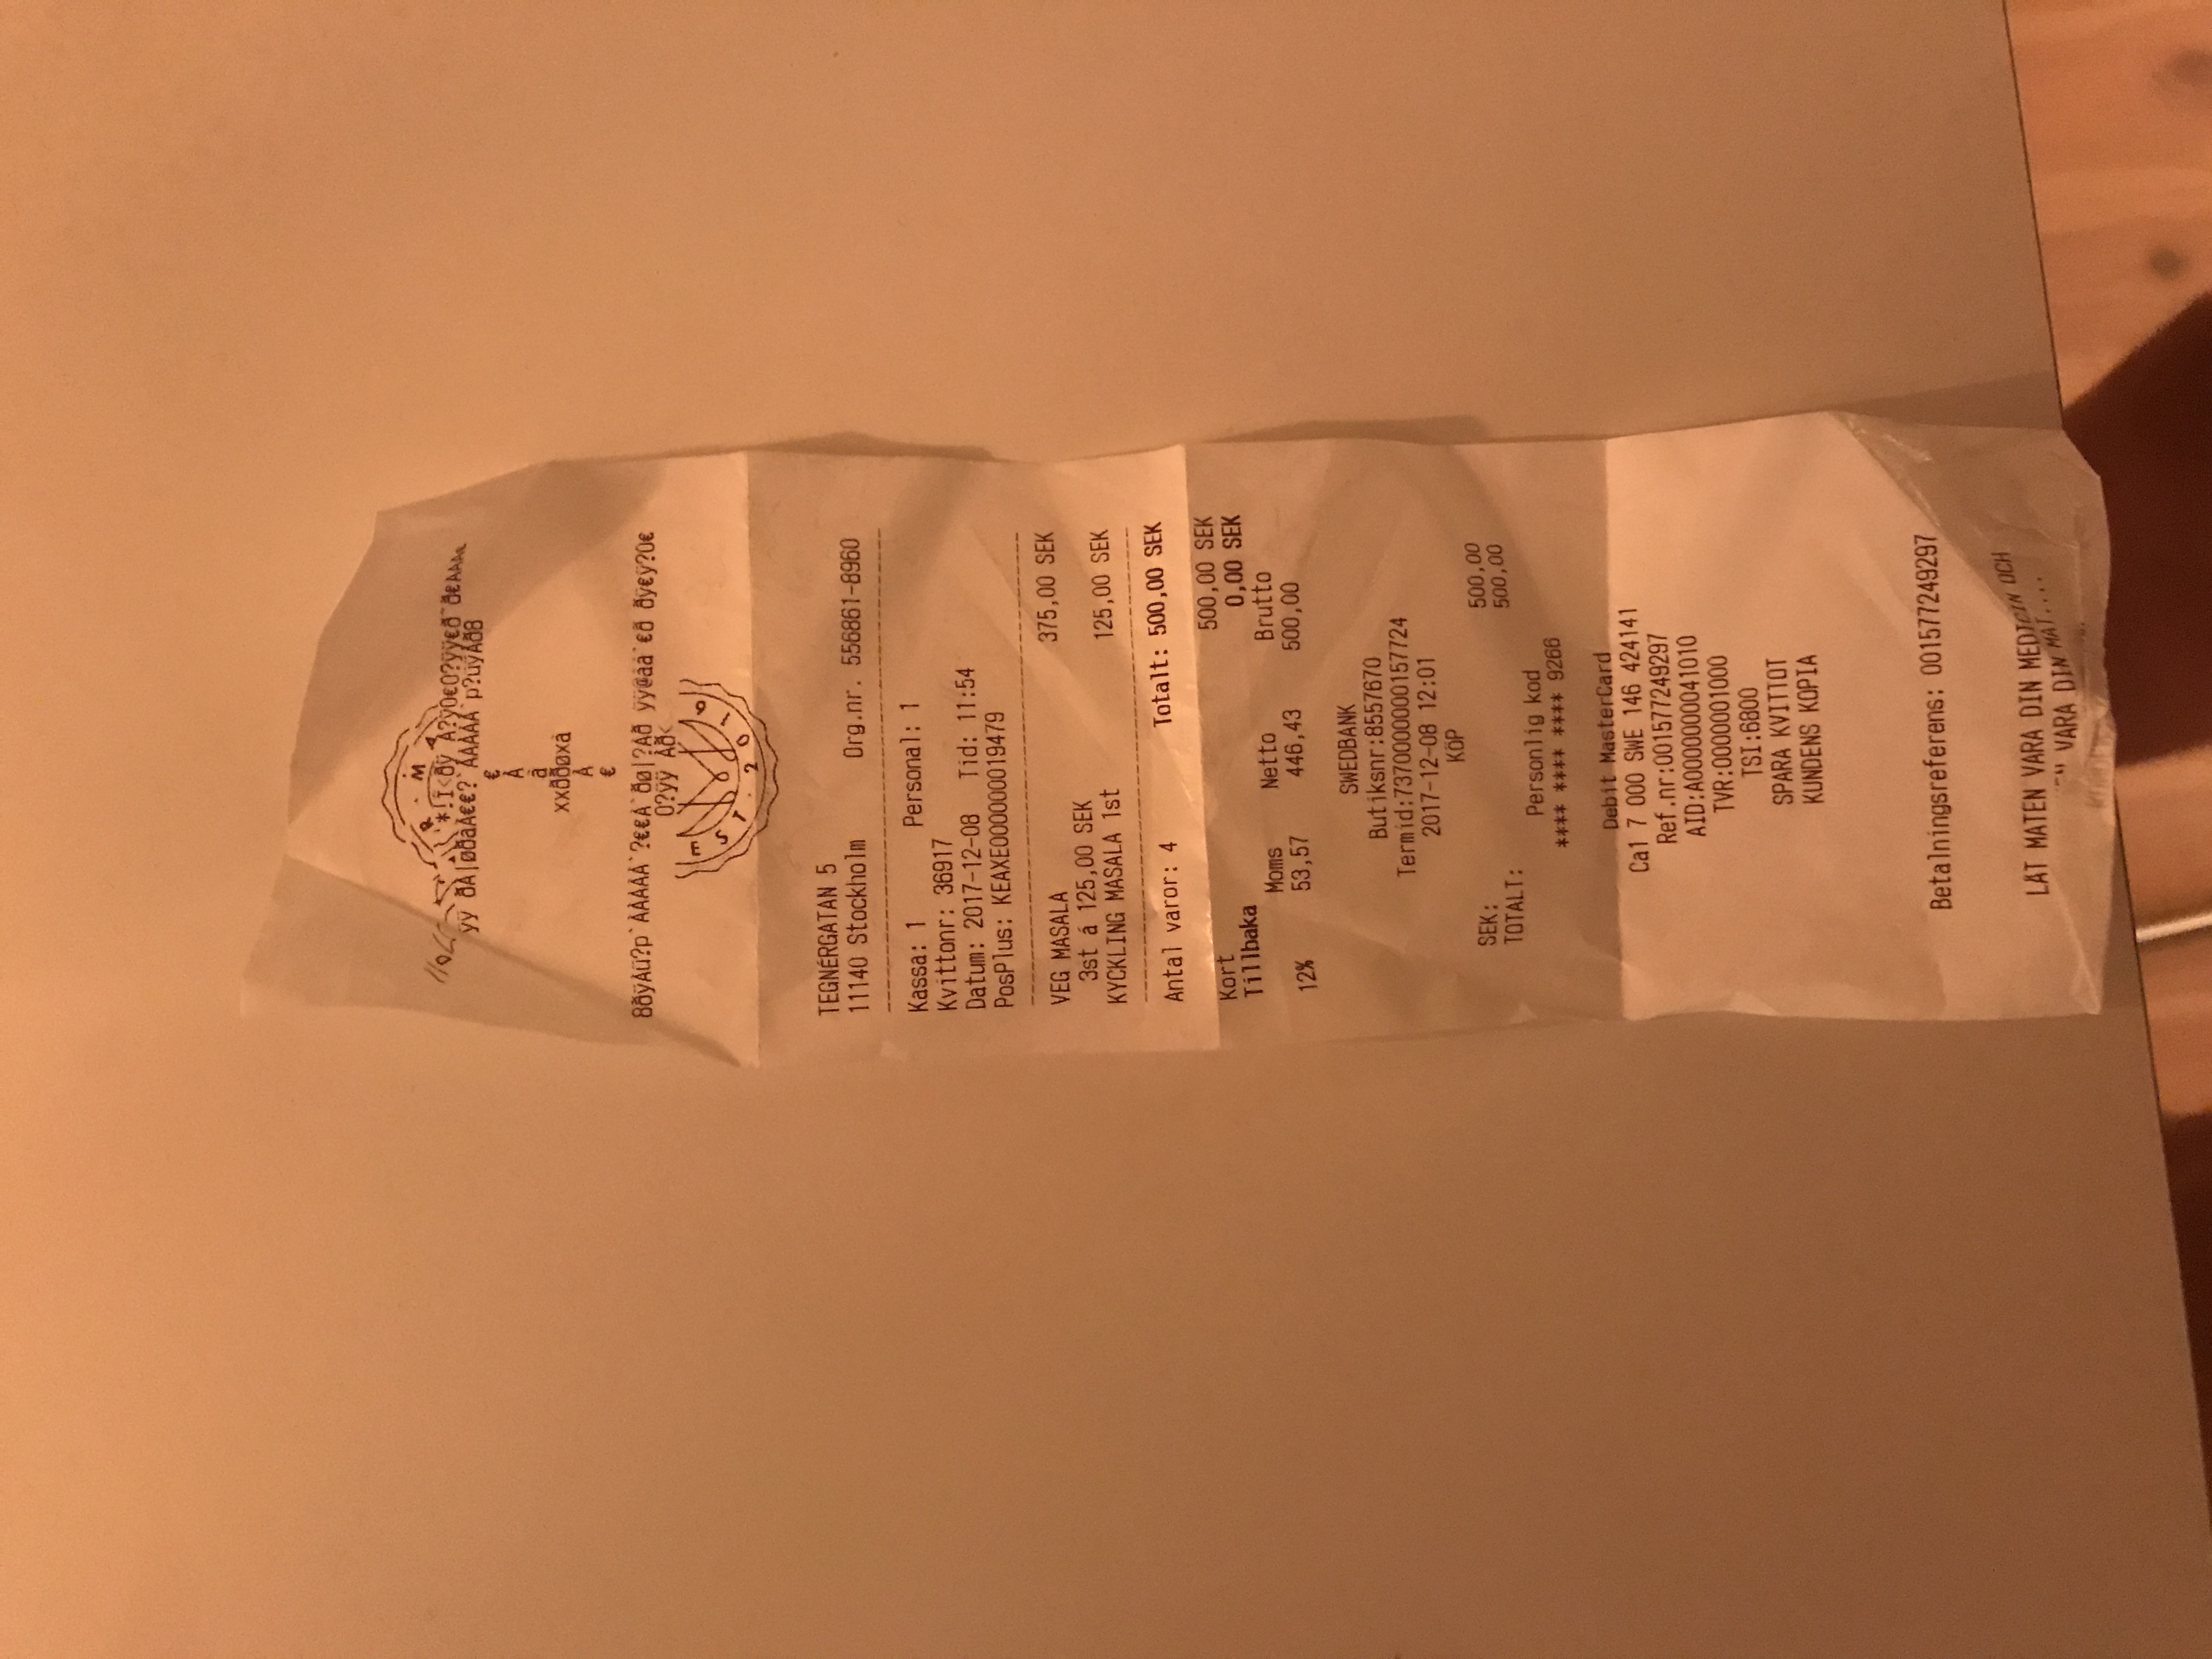 R · M A
*!Ï<ðÿ À?ÿ0€0?ÿÿ€ð¨ð€ÀÀÀ
ÿÿ ðÀ|øðàÀ€€?`ÀÀÀÀÀ`p?üÿÀð8
€
À
à
xxððøxà
À
€
8ðÿÀü?p`ÀÀÀÀÀ`?€€À`ðø|?Àð ÿÿ@àà`€ð ðÿ€ÿ?0€
0?ÿÿ Àð<
EST · 2016
TEGNÉRGATAN 5
11140 Stockholm Org.nr. 556861-8960
Kassa: 1 Personal: 1
Kvittonr: 36917
Datum: 2017-12-08 Tid: 11:54
PosPlus: KEAXE000000019479
VEG MASALA 375,00 SEK
3st á 125,00 SEK
KYCKLING MASALA 1st 125,00 SEK
Antal varor: 4 Totalt: 500,00 SEK
Kort 500,00 SEK
Tillbaka 0,00 SEK
Moms Netto Brutto
12% 53,57 446,43 500,00
SWEDBANK
Butiksnr:8557670
Termid:7370000000157724
2017-12-08 12:01
KÖP
SEK: 500,00
TOTALT: 500,00
Personlig kod
**** **** **** 9266
Debit MasterCard
Ca1 7 000 SWE 146 424141
Ref.nr:001577249297
AID:A0000000041010
TVR:0000001000
TSI:6800
SPARA KVITTOT
KUNDENS KOPIA
Betalningsreferens: 001577249297
LÅT MATEN VARA DIN MEDICIN OCH
VARA DIN MAT....